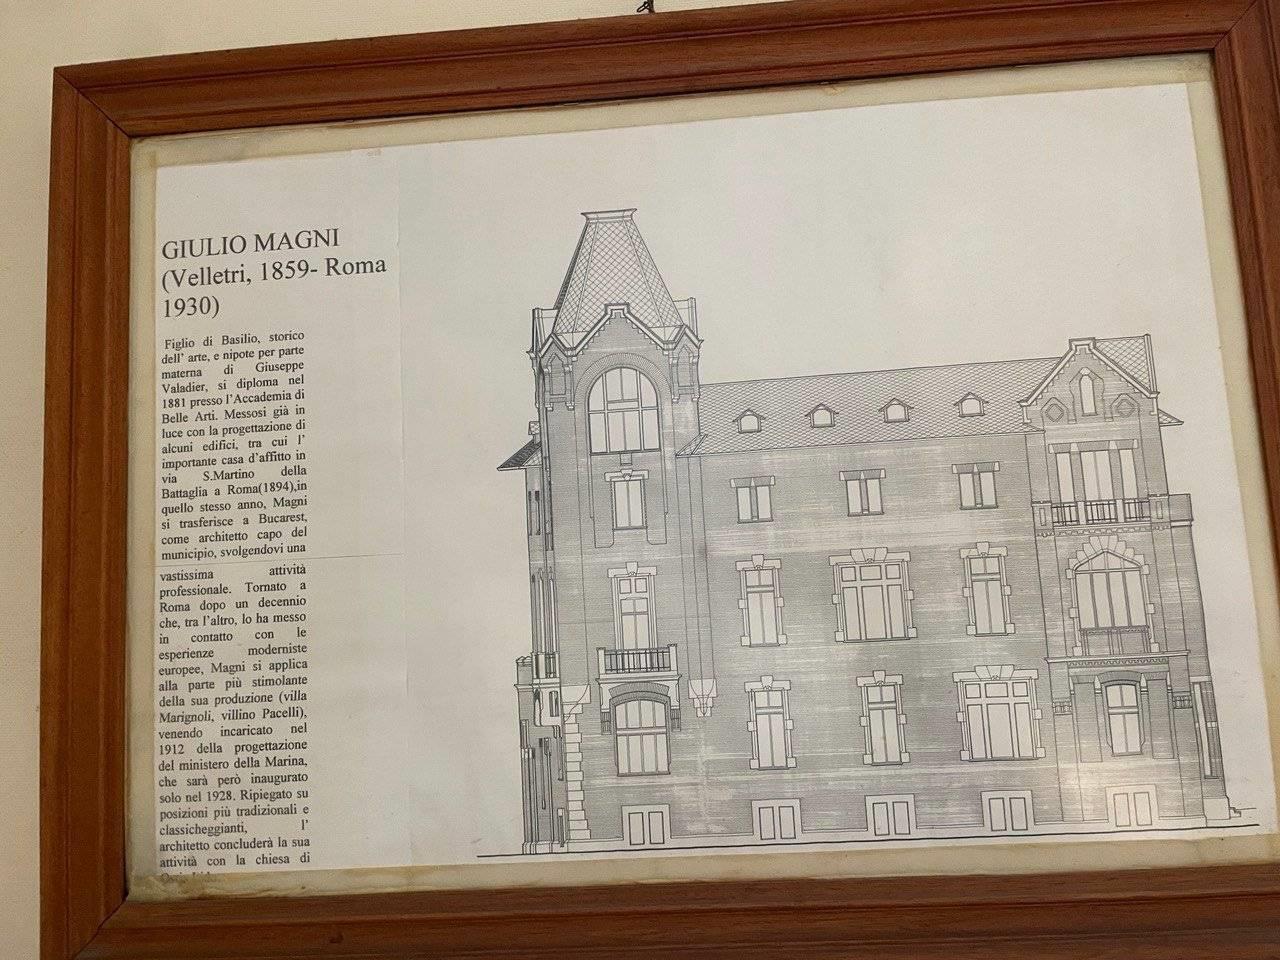 GIULIO MAGNI
(Velletri, 1859- Roma
1930)
Figlio di Basilio, storico
dell' arte, e nipote per parte
materna di Giuseppe
Valadier, si diploma nel
1881 presso l'Accademia di
Belle Arti. Messosi già in
luce con la progettazione di
alcuni edifici, tra cui l'
importante casa d'affitto in
via S.Martino della
Battaglia a Roma(1894),in
quello stesso anno, Magni
si trasferisce a Bucarest,
come architetto capo del
municipio, svolgendovi una
vastissima attività
professionale. Tornato a
Roma dopo un decennio
che, tra l'altro, lo ha messo
in contatto con le
esperienze moderniste
europee, Magni si applica
alla parte più stimolante
della sua produzione (villa
Marignoli, villino Pacelli),
venendo incaricato nel
1912 della progettazione
del ministero della Marina,
che sarà però inaugurato
solo nel 1928. Ripiegato su
posizioni più tradizionali e
classicheggianti, l'
architetto concluderà la sua
attività con la chiesa di